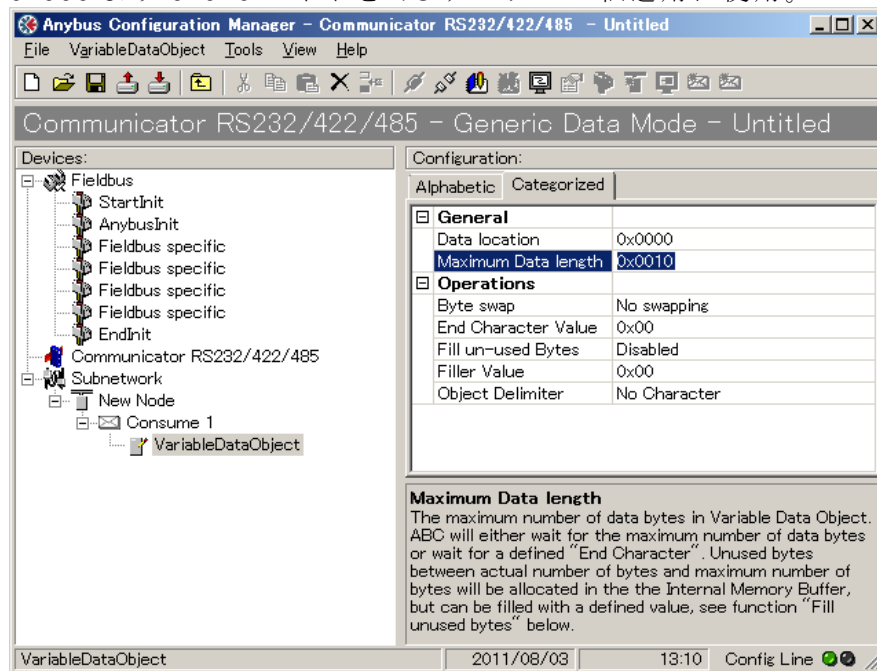 使用。
Anybus Configuration Manager - Communicator RS232/422/485 - Untitled
File VariableDataObject Tools View Help
Communicator RS232/422/485 - Generic Data Mode - Untitled
Devices:
Fieldbus
StartInit
AnybusInit
Fieldbus specific
Fieldbus specific
Fieldbus specific
Fieldbus specific
EndInit
Communicator RS232/422/485
Subnetwork
New Node
Consume 1
VariableDataObject
Configuration:
Alphabetic Categorized
General
Data location 0x0000
Maximum Data length 0x0010
Operations
Byte swap No swapping
End Character Value 0x00
Fill un-used Bytes Disabled
Filler Value 0x00
Object Delimiter No Character
Maximum Data length
The maximum number of data bytes in Variable Data Object.
ABC will either wait for the maximum number of data bytes
or wait for a defined "End Character". Unused bytes
between actual number of bytes and maximum number of
bytes will be allocated in the the Internal Memory Buffer,
but can be filled with a defined value, see function "Fill
unused bytes" below.
VariableDataObject 2011/08/03 13:10 Config Line